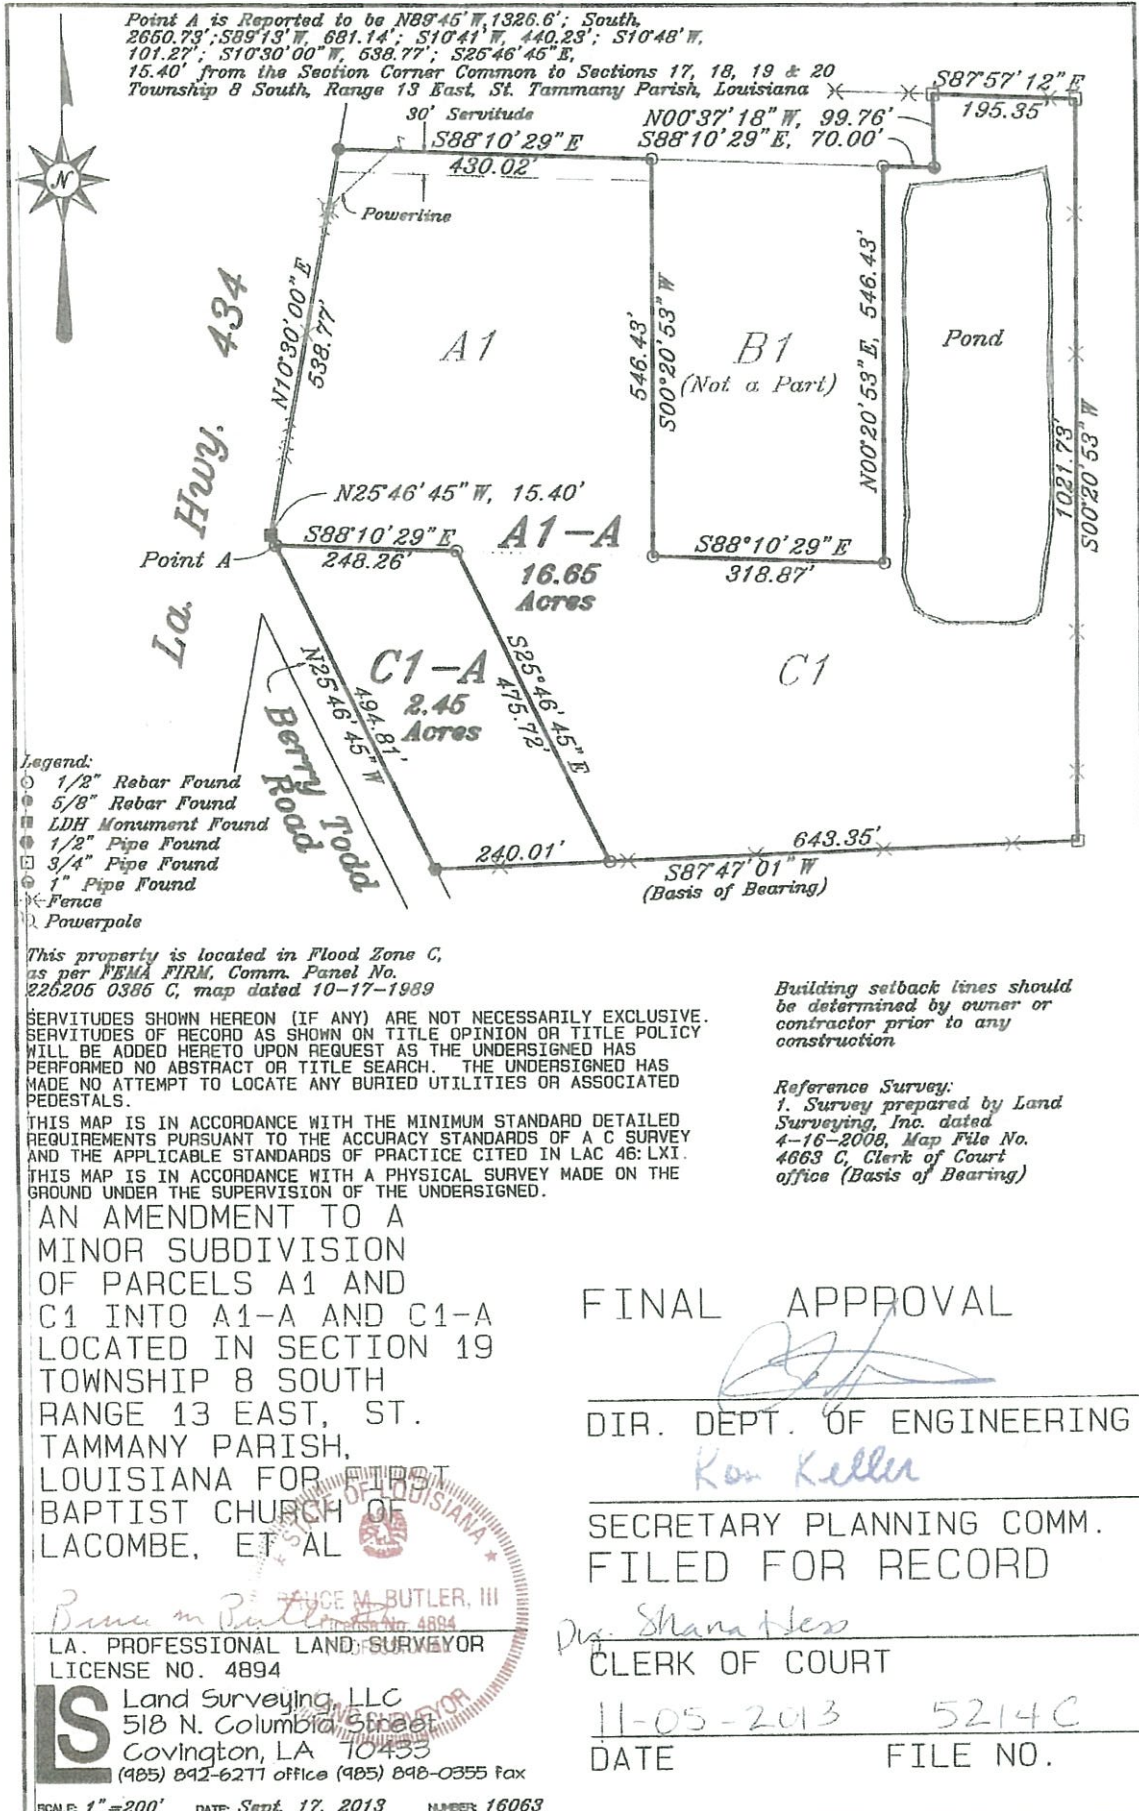 Point A is Reported to be N89°45'W, 1326.6'; South,
2650.73'; S89°13'W, 681.14'; S10°41'W, 440.23'; S10°48'W,
101.27'; S10°30'00"W, 538.77'; S25°46'45"E,
15.40' from the Section Corner Common to Sections 17, 18, 19 & 20
Township 8 South, Range 13 East, St. Tammany Parish, Louisiana
S87°57'12"E
195.35'
30' Servitude
N00°37'18"W, 99.76'
S88°10'29"E, 70.00'
S88°10'29"E
430.02'
N
Powerline
La. Hwy. 434
N10°30'00"E
538.77'
A1
546.43'
S00°20'53"W
B1
(Not a Part)
N00°20'53"E, 546.43'
Pond
1021.73'
S00°20'53"W
N25°46'45"W, 15.40'
Point A
S88°10'29"E
248.26'
A1-A
16.65
Acres
S88°10'29"E
318.87'
C1-A
2.45
Acres
N25°46'45"W
494.81'
S25°46'45"E
475.72'
C1
Berry Todd
Road
240.01'
643.35'
S87°47'01"W
(Basis of Bearing)
Legend:
1/2" Rebar Found
5/8" Rebar Found
LDH Monument Found
1/2" Pipe Found
3/4" Pipe Found
1" Pipe Found
Fence
Powerpole
This property is located in Flood Zone C,
as per FEMA FIRM, Comm. Panel No.
225205 0385 C, map dated 10-17-1989
SERVITUDES SHOWN HEREON (IF ANY) ARE NOT NECESSARILY EXCLUSIVE.
SERVITUDES OF RECORD AS SHOWN ON TITLE OPINION OR TITLE POLICY
WILL BE ADDED HERETO UPON REQUEST AS THE UNDERSIGNED HAS
PERFORMED NO ABSTRACT OR TITLE SEARCH. THE UNDERSIGNED HAS
MADE NO ATTEMPT TO LOCATE ANY BURIED UTILITIES OR ASSOCIATED
PEDESTALS.
THIS MAP IS IN ACCORDANCE WITH THE MINIMUM STANDARD DETAILED
REQUIREMENTS PURSUANT TO THE ACCURACY STANDARDS OF A C SURVEY
AND THE APPLICABLE STANDARDS OF PRACTICE CITED IN LAC 46:LXI.
THIS MAP IS IN ACCORDANCE WITH A PHYSICAL SURVEY MADE ON THE
GROUND UNDER THE SUPERVISION OF THE UNDERSIGNED.
Building setback lines should
be determined by owner or
contractor prior to any
construction
Reference Survey:
1. Survey prepared by Land
Surveying, Inc. dated
4-16-2008, Map File No.
4663 C, Clerk of Court
office (Basis of Bearing)
AN AMENDMENT TO A
MINOR SUBDIVISION
OF PARCELS A1 AND
C1 INTO A1-A AND C1-A
LOCATED IN SECTION 19
TOWNSHIP 8 SOUTH
RANGE 13 EAST, ST.
TAMMANY PARISH,
LOUISIANA FOR FIRST
BAPTIST CHURCH OF
LACOMBE, ET AL
STATE OF LOUISIANA
BRUCE M. BUTLER, III
License No. 4894
PROFESSIONAL
LAND SURVEYOR
Bruce M Butler III
LA. PROFESSIONAL LAND SURVEYOR
LICENSE NO. 4894
LS
Land Surveying, LLC
518 N. Columbia Street
Covington, LA 70433
(985) 892-6277 office (985) 898-0355 fax
SCALE: 1"=200' DATE: Sept. 17, 2013 NUMBER: 16063
FINAL APPROVAL
DIR. DEPT. OF ENGINEERING
Ron Keller
SECRETARY PLANNING COMM.
FILED FOR RECORD
Dy. Shana Hess
CLERK OF COURT
11-05-2013 5214C
DATE FILE NO.